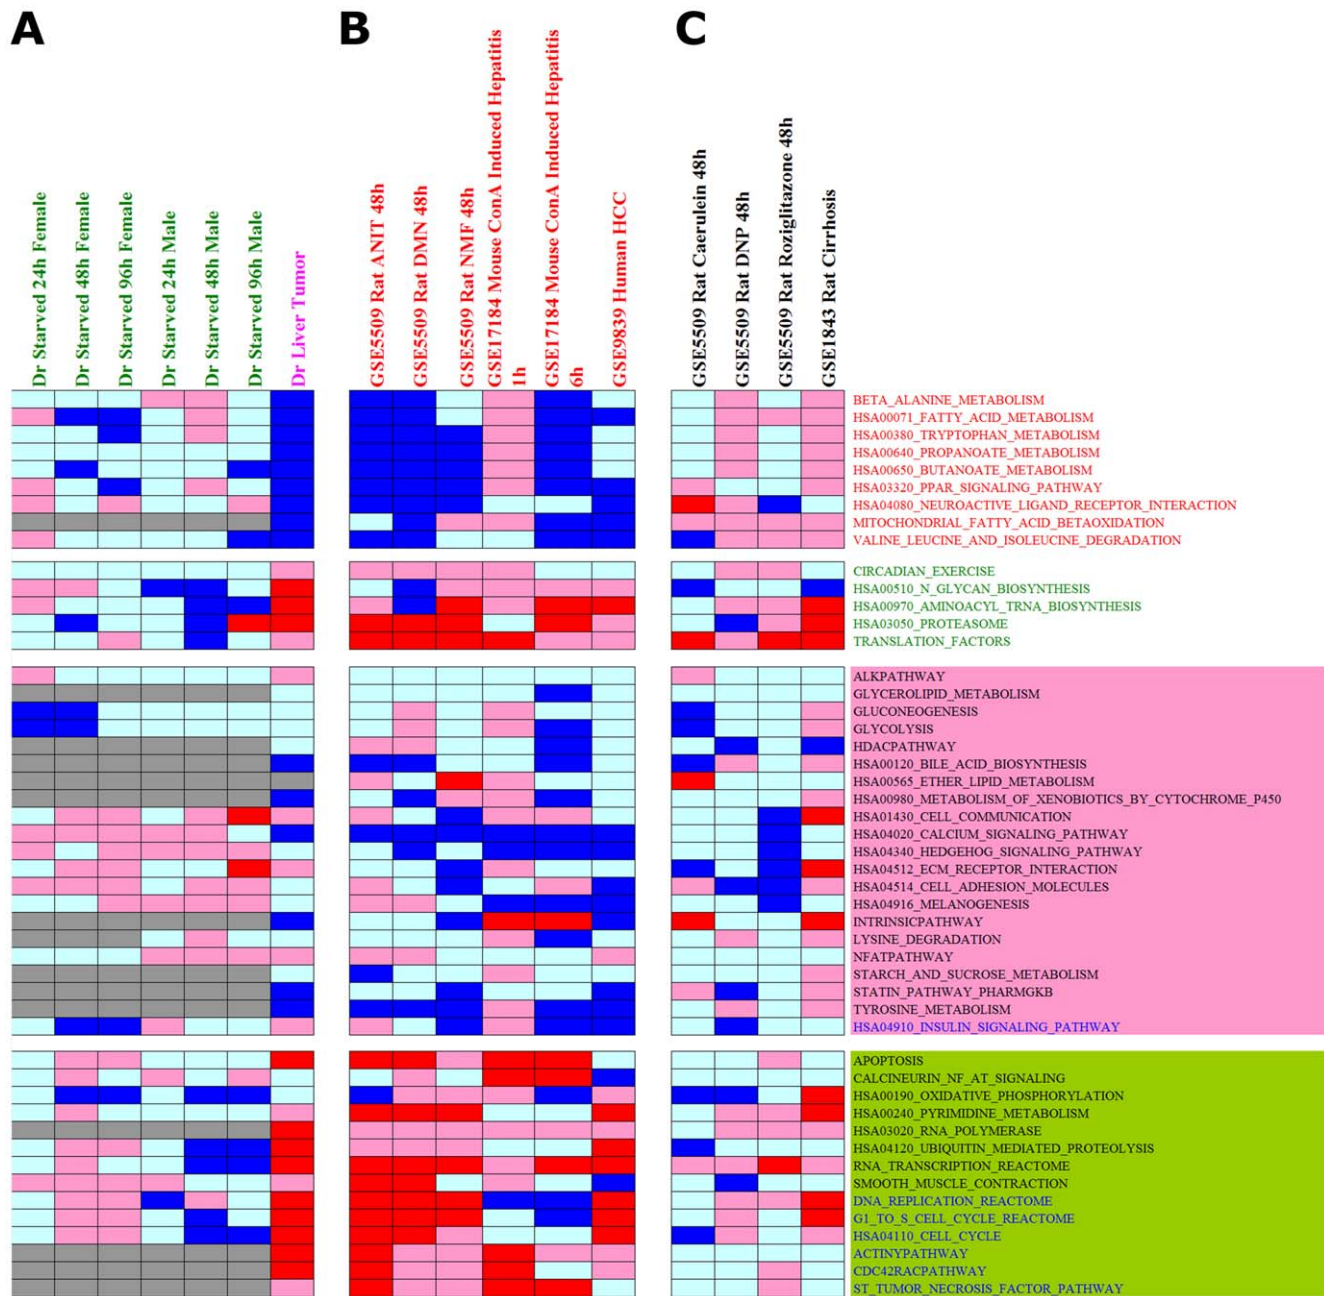 A
B
C
Dr Starved 24h Female
Dr Starved 48h Female
Dr Starved 96h Female
Dr Starved 24h Male
Dr Starved 48h Male
Dr Starved 96h Male
Dr Liver Tumor
GSE5509 Rat ANIT 48h
GSE5509 Rat DMN 48h
GSE5509 Rat NMF 48h
GSE17184 Mouse ConA Induced Hepatitis
1h
GSE17184 Mouse ConA Induced Hepatitis
6h
GSE9839 Human HCC
GSE5509 Rat Caerulein 48h
GSE5509 Rat DNP 48h
GSE5509 Rat Roziglitazone 48h
GSE1843 Rat Cirrhosis
BETA_ALANINE_METABOLISM
HSA00071_FATTY_ACID_METABOLISM
HSA00380_TRYPTOPHAN_METABOLISM
HSA00640_PROPANOATE_METABOLISM
HSA00650_BUTANOATE_METABOLISM
HSA03320_PPAR_SIGNALING_PATHWAY
HSA04080_NEUROACTIVE_LIGAND_RECEPTOR_INTERACTION
MITOCHONDRIAL_FATTY_ACID_BETAOXIDATION
VALINE_LEUCINE_AND_ISOLEUCINE_DEGRADATION
CIRCADIAN_EXERCISE
HSA00510_N_GLYCAN_BIOSYNTHESIS
HSA00970_AMINOACYL_TRNA_BIOSYNTHESIS
HSA03050_PROTEASOME
TRANSLATION_FACTORS
ALKPATHWAY
GLYCEROLIPID_METABOLISM
GLUCONEOGENESIS
GLYCOLYSIS
HDACPATHWAY
HSA00120_BILE_ACID_BIOSYNTHESIS
HSA00565_ETHER_LIPID_METABOLISM
HSA00980_METABOLISM_OF_XENOBIOTICS_BY_CYTOCHROME_P450
HSA01430_CELL_COMMUNICATION
HSA04020_CALCIUM_SIGNALING_PATHWAY
HSA04340_HEDGEHOG_SIGNALING_PATHWAY
HSA04512_ECM_RECEPTOR_INTERACTION
HSA04514_CELL_ADHESION_MOLECULES
HSA04916_MELANOGENESIS
INTRINSICPATHWAY
LYSINE_DEGRADATION
NFATPATHWAY
STARCH_AND_SUCROSE_METABOLISM
STATIN_PATHWAY_PHARMGKB
TYROSINE_METABOLISM
HSA04910_INSULIN_SIGNALING_PATHWAY
APOPTOSIS
CALCINEURIN_NF_AT_SIGNALING
HSA00190_OXIDATIVE_PHOSPHORYLATION
HSA00240_PYRIMIDINE_METABOLISM
HSA03020_RNA_POLYMERASE
HSA04120_UBIQUITIN_MEDIATED_PROTEOLYSIS
RNA_TRANSCRIPTION_REACTOME
SMOOTH_MUSCLE_CONTRACTION
DNA_REPLICATION_REACTOME
G1_TO_S_CELL_CYCLE_REACTOME
HSA04110_CELL_CYCLE
ACTINYPATHWAY
CDC42RACPATHWAY
ST_TUMOR_NECROSIS_FACTOR_PATHWAY